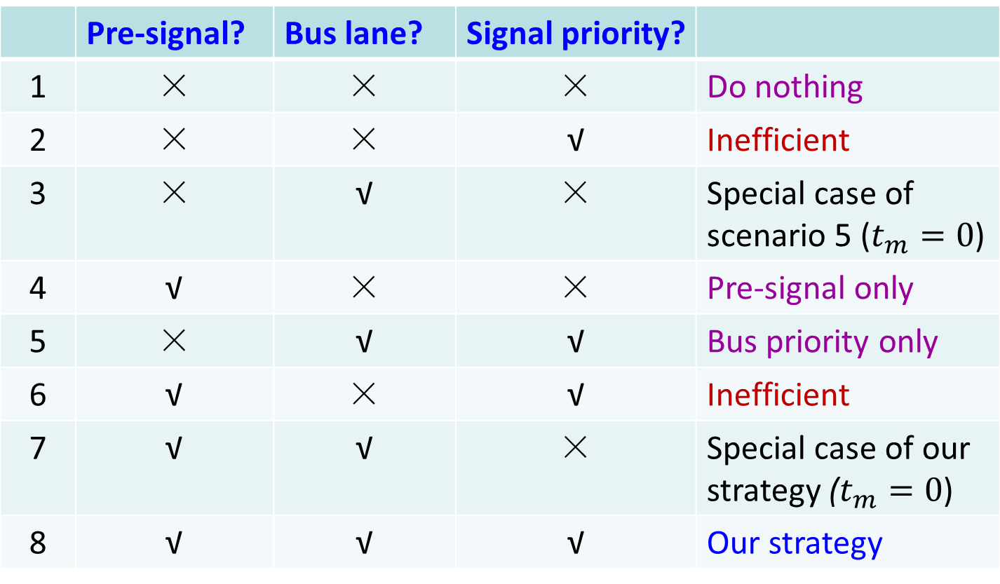 Pre-signal? Bus lane? Signal priority?
1 × × × Do nothing
2 × × √ Inefficient
3 × √ × Special case of
scenario 5 (tₘ = 0)
4 √ × × Pre-signal only
5 × √ √ Bus priority only
6 √ × √ Inefficient
7 √ √ × Special case of our
strategy (tₘ = 0)
8 √ √ √ Our strategy